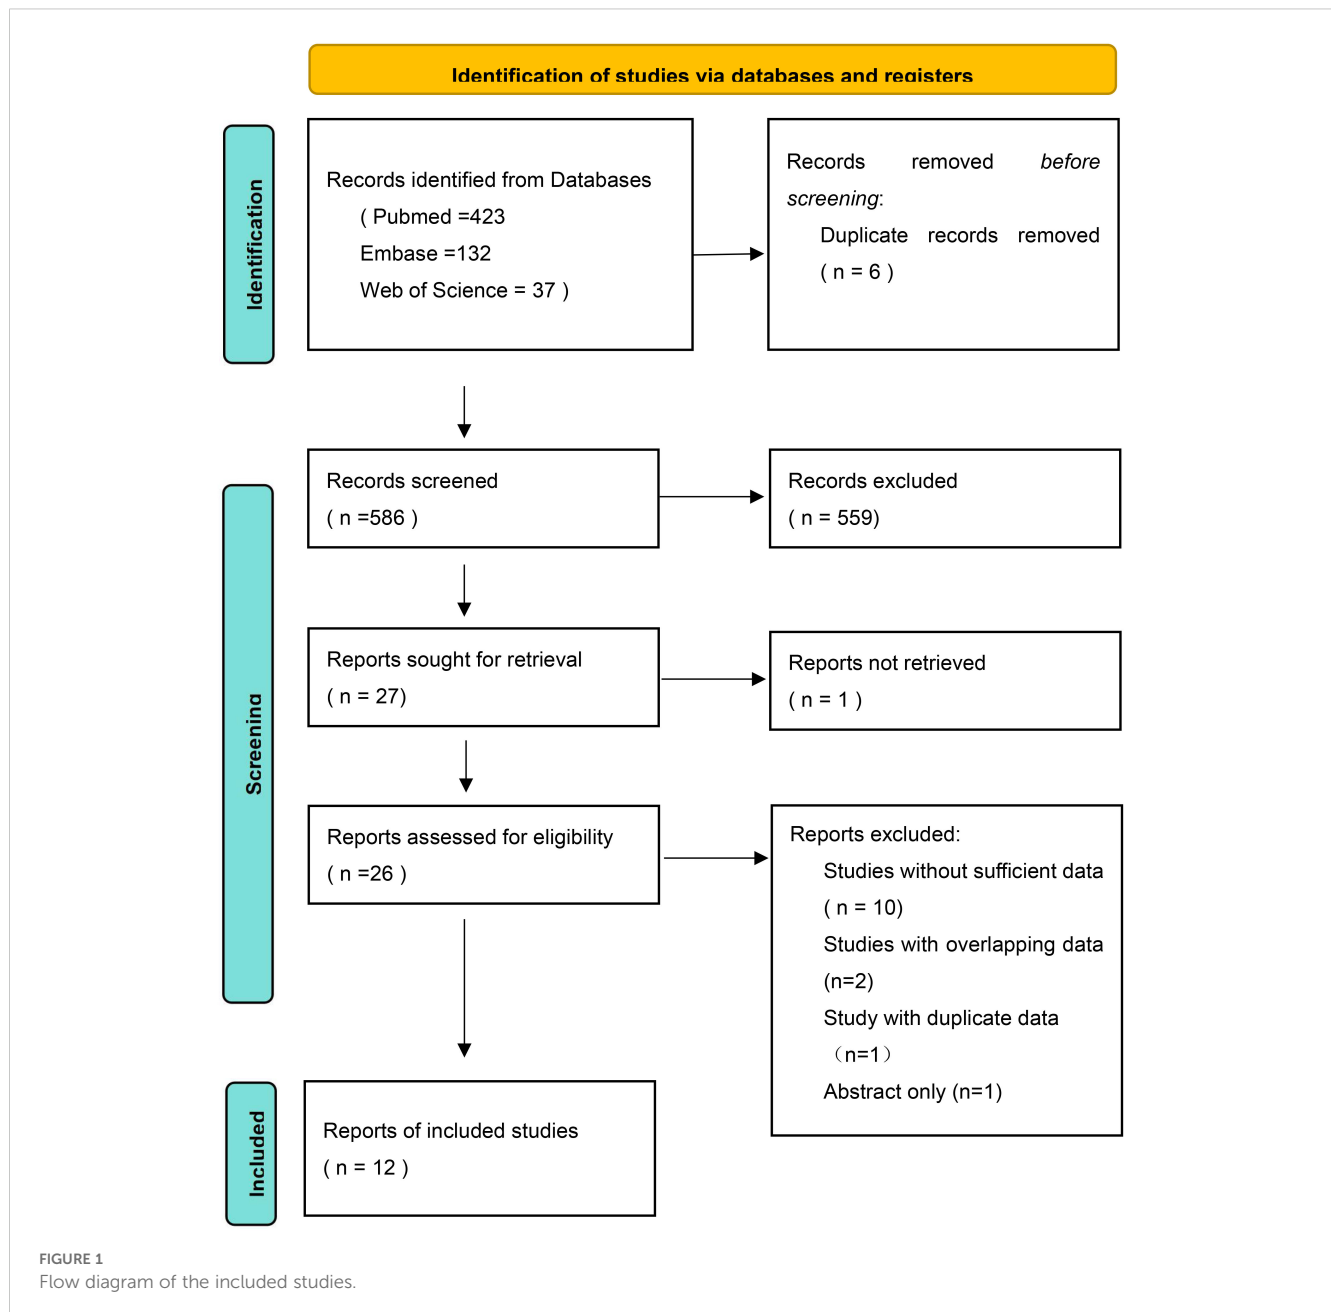 Identification of studies via databases and registers
Identification
Records identified from Databases
( Pubmed =423
Embase =132
Web of Science = 37 )
Records removed before
screening:
Duplicate records removed
( n = 6 )
Screening
Records screened
( n =586 )
Records excluded
( n = 559)
Reports sought for retrieval
( n = 27)
Reports not retrieved
( n = 1 )
Reports assessed for eligibility
( n =26 )
Reports excluded:
Studies without sufficient data
( n = 10)
Studies with overlapping data
(n=2)
Study with duplicate data
（n=1）
Abstract only (n=1)
Included
Reports of included studies
( n = 12 )
FIGURE 1
Flow diagram of the included studies.